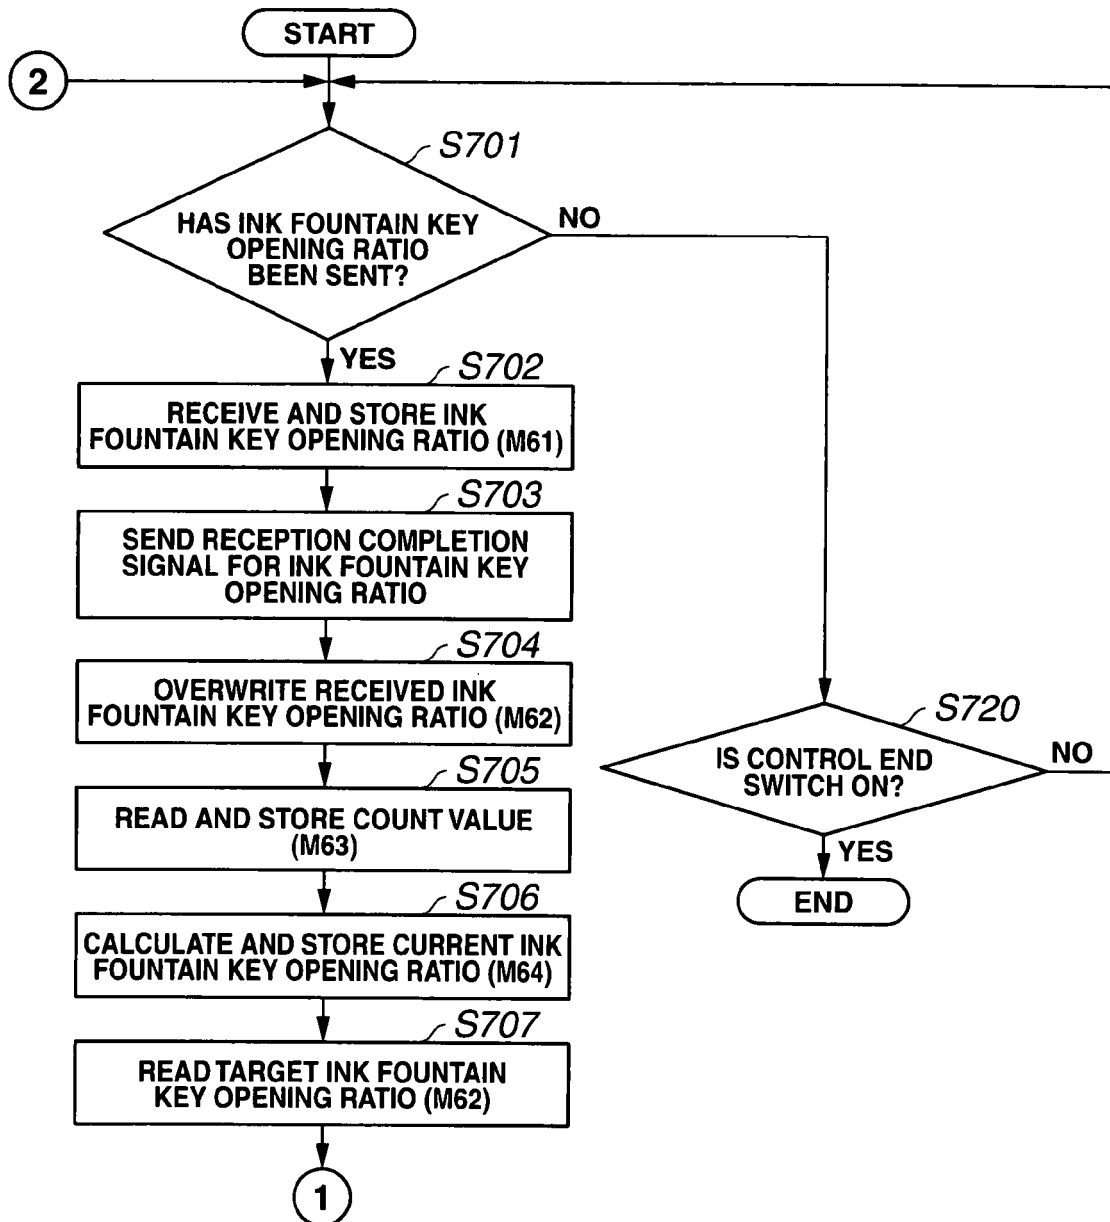 START
2
S701
HAS INK FOUNTAIN KEY
OPENING RATIO
BEEN SENT?
NO
YES
S702
RECEIVE AND STORE INK
FOUNTAIN KEY OPENING RATIO (M61)
S703
SEND RECEPTION COMPLETION
SIGNAL FOR INK FOUNTAIN KEY
OPENING RATIO
S704
OVERWRITE RECEIVED INK
FOUNTAIN KEY OPENING RATIO (M62)
S705
READ AND STORE COUNT VALUE
(M63)
S706
CALCULATE AND STORE CURRENT INK
FOUNTAIN KEY OPENING RATIO (M64)
S707
READ TARGET INK FOUNTAIN
KEY OPENING RATIO (M62)
1
S720
IS CONTROL END
SWITCH ON?
NO
YES
END